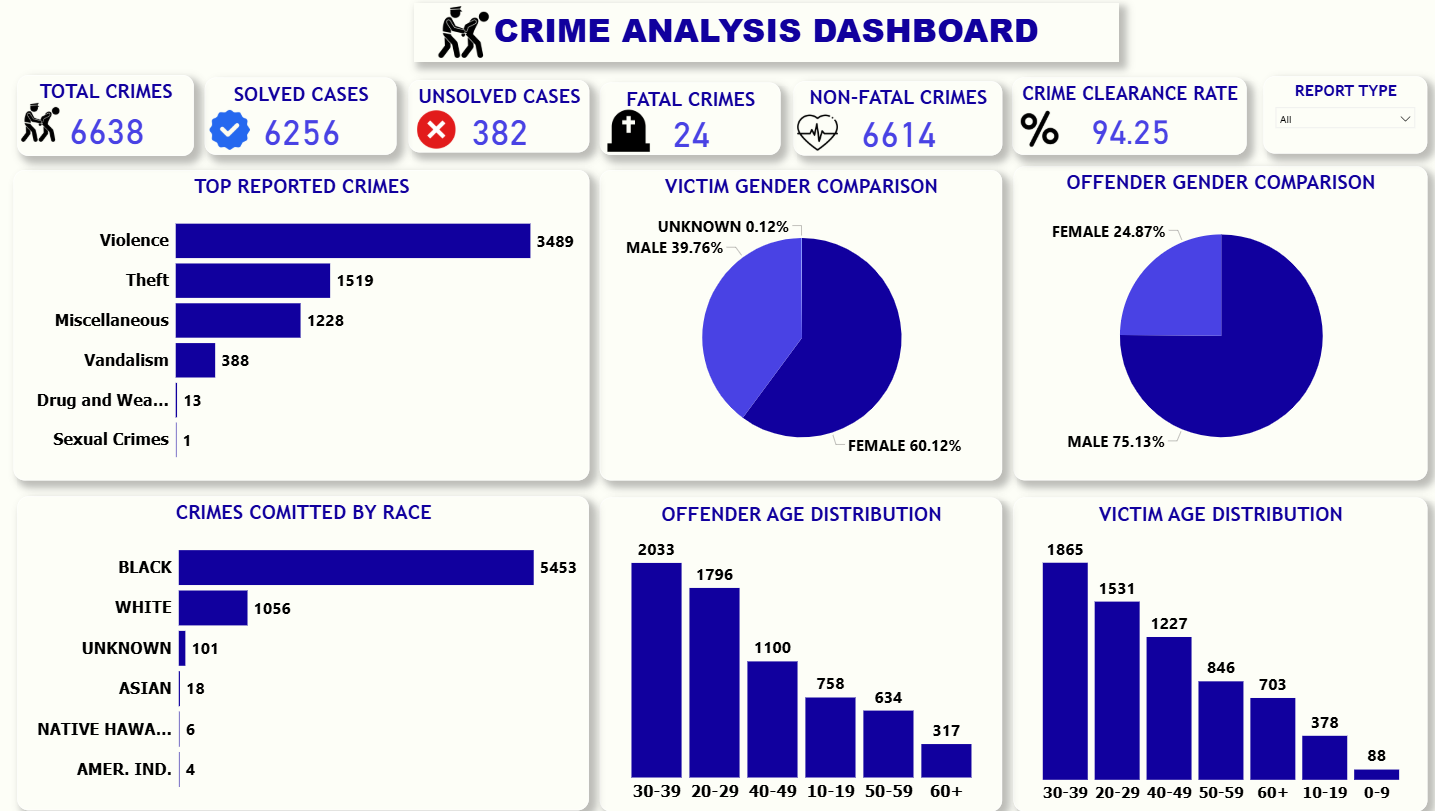 CRIME ANALYSIS DASHBOARD
TOTAL CRIMES
6638
SOLVED CASES
6256
UNSOLVED CASES
382
FATAL CRIMES
24
NON-FATAL CRIMES
6614
CRIME CLEARANCE RATE
%
94.25
REPORT TYPE
All
TOP REPORTED CRIMES
Violence 3489
Theft 1519
Miscellaneous 1228
Vandalism 388
Drug and Wea... 13
Sexual Crimes 1
VICTIM GENDER COMPARISON
UNKNOWN 0.12%
MALE 39.76%
FEMALE 60.12%
OFFENDER GENDER COMPARISON
FEMALE 24.87%
MALE 75.13%
CRIMES COMITTED BY RACE
BLACK 5453
WHITE 1056
UNKNOWN 101
ASIAN 18
NATIVE HAWA... 6
AMER. IND. 4
OFFENDER AGE DISTRIBUTION
2033 1796 1100 758 634 317
30-39 20-29 40-49 10-19 50-59 60+
VICTIM AGE DISTRIBUTION
1865 1531 1227 846 703 378 88
30-39 20-29 40-49 50-59 60+ 10-19 0-9